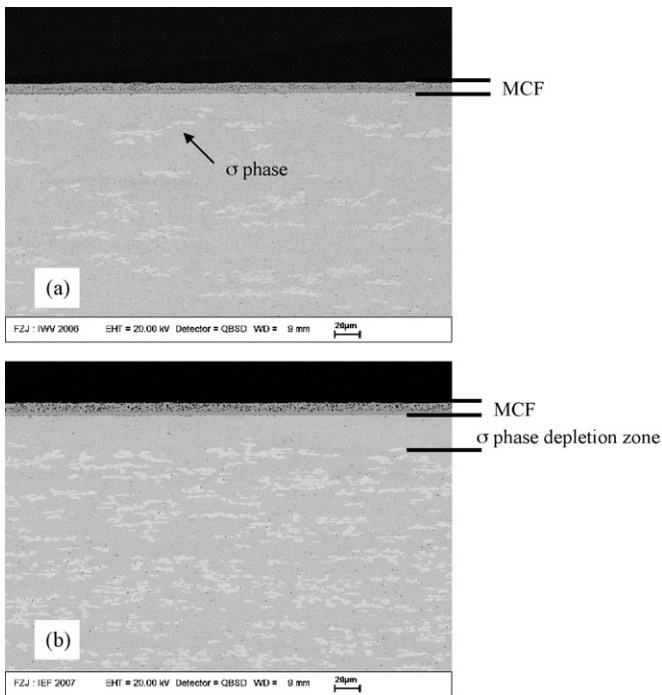 MCF
σ phase
(a)
FZJ : IWV 2006 EHT = 20.00 kV Detector = QBSD WD = 9 mm 20µm
MCF
σ phase depletion zone
(b)
FZJ : IEF 2007 EHT = 20.00 kV Detector = QBSD WD = 9 mm 20µm